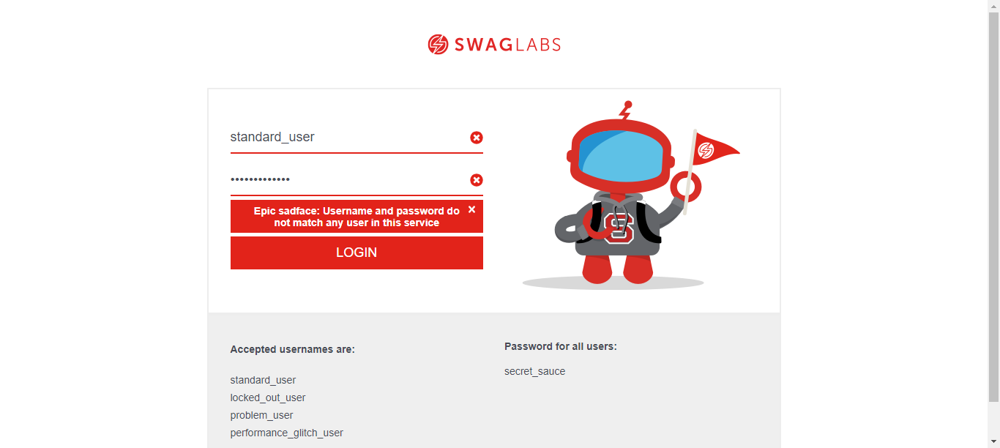 SWAGLABS
standard_user
•••••••••••••
Epic sadface: Username and password do
not match any user in this service
LOGIN
S
Accepted usernames are:
standard_user
locked_out_user
problem_user
performance_glitch_user
Password for all users:
secret_sauce